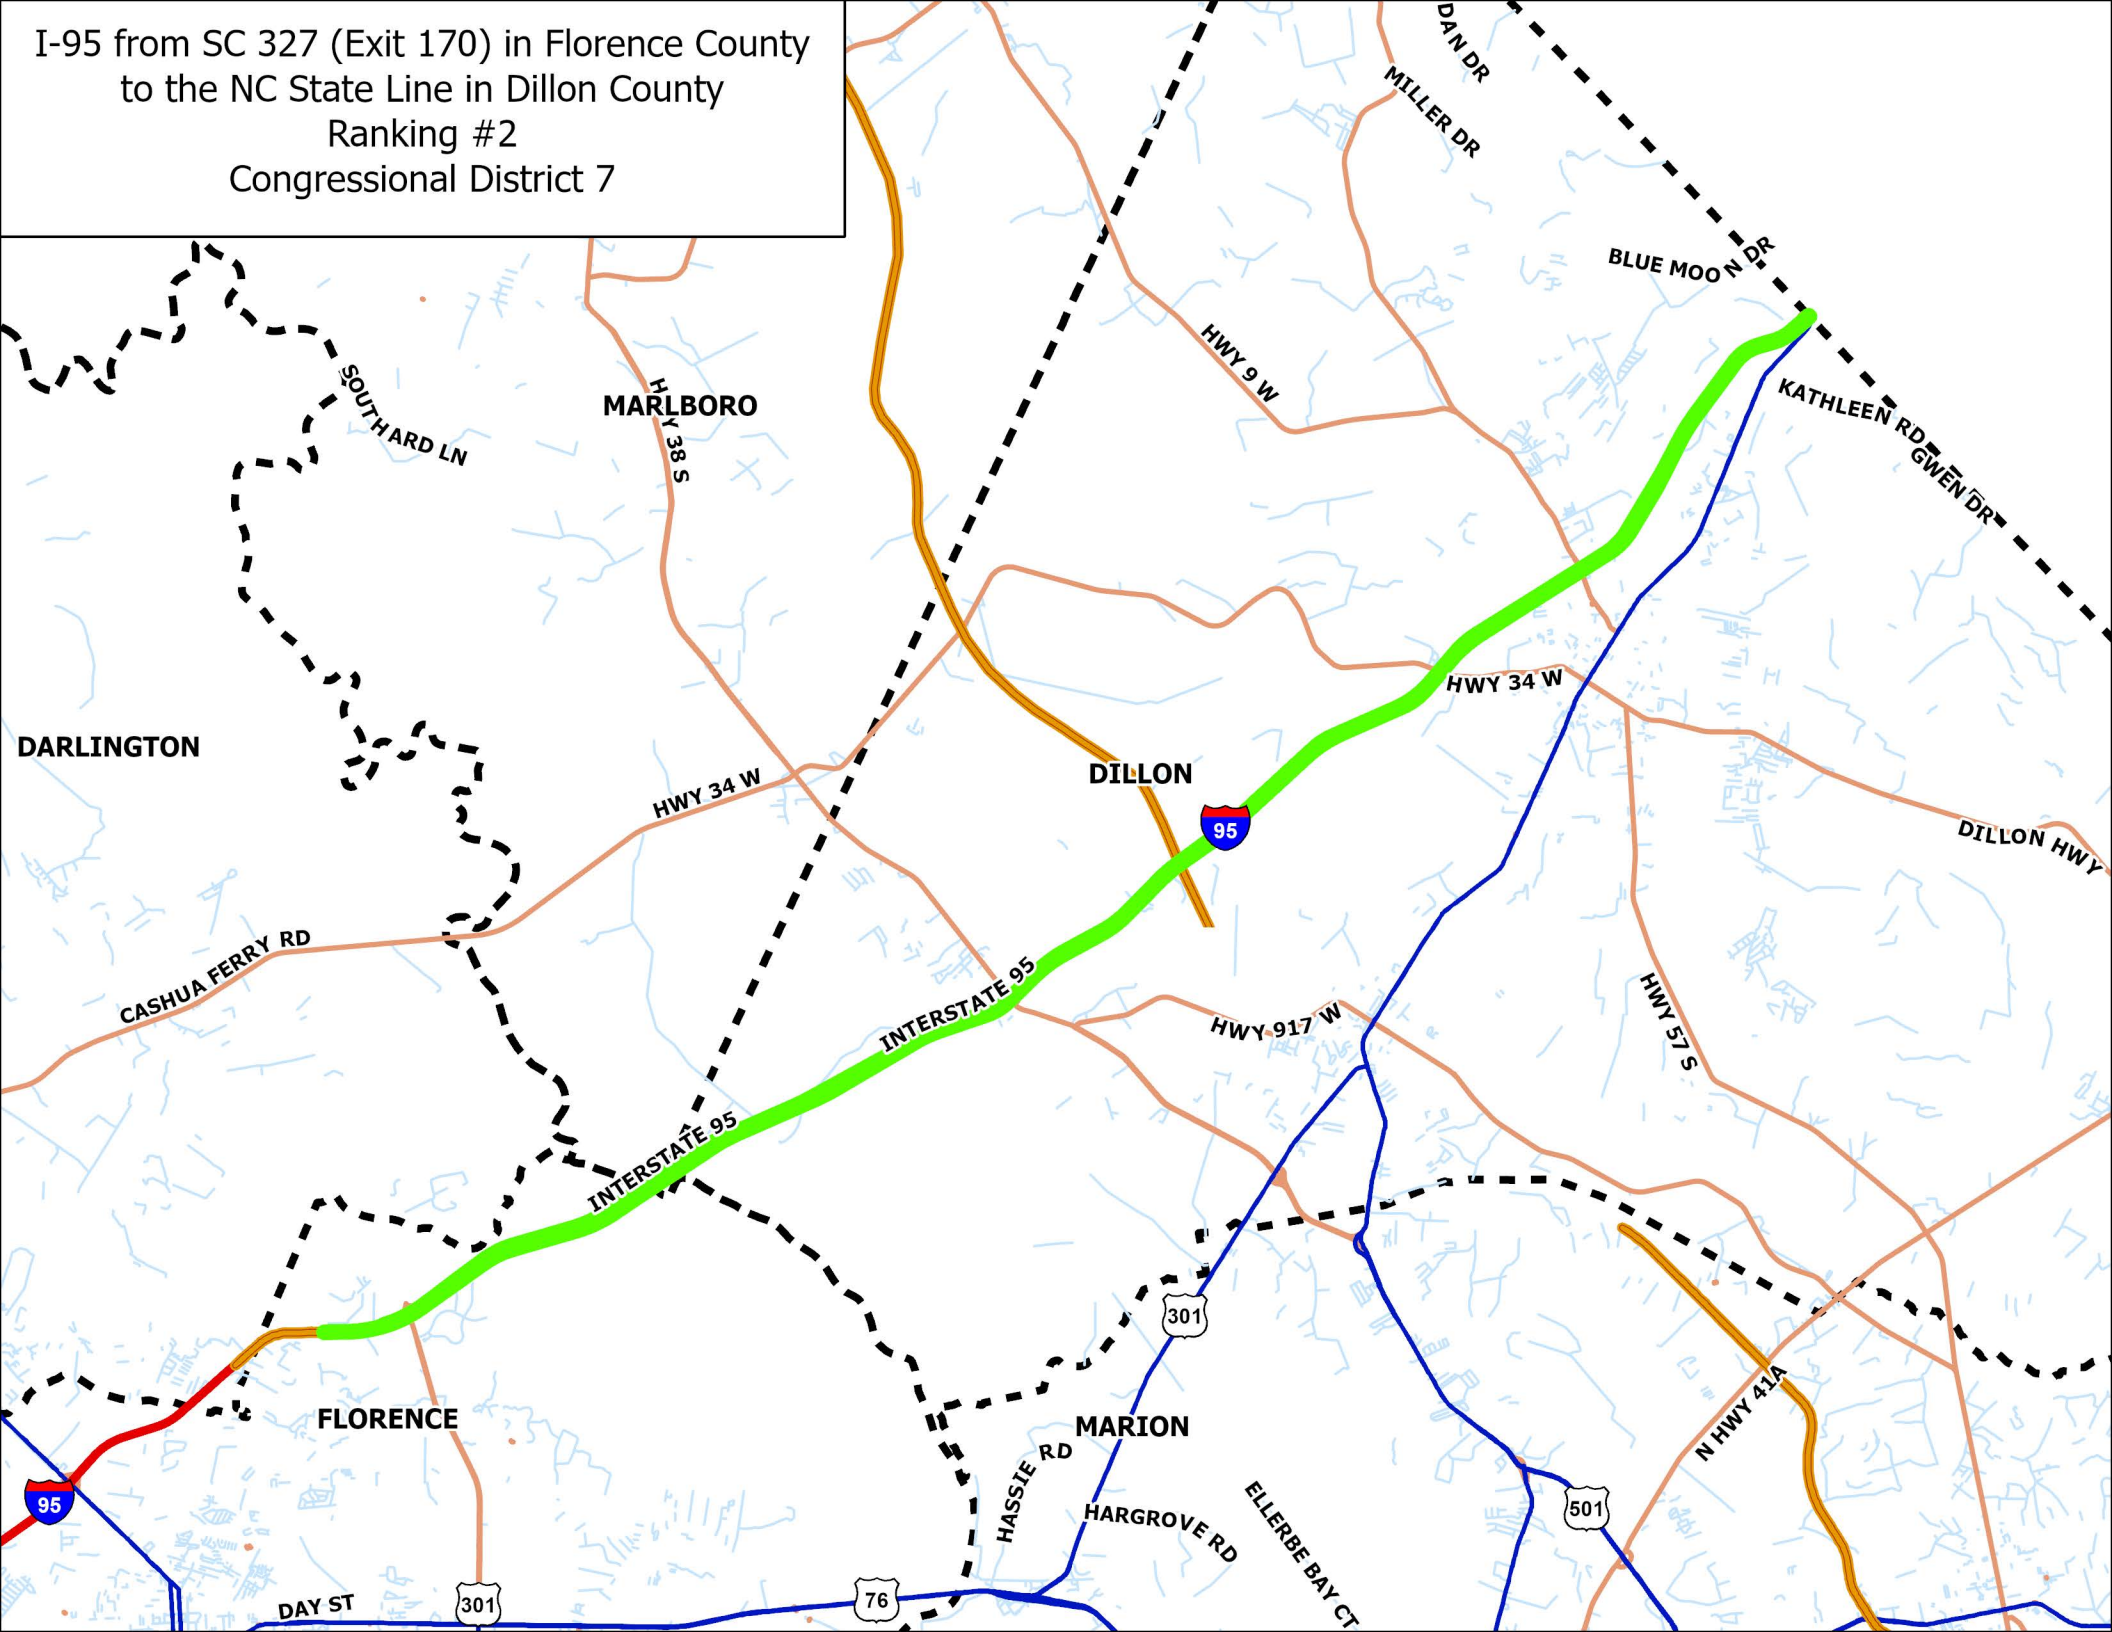 I-95 from SC 327 (Exit 170) in Florence County
to the NC State Line in Dillon County
Ranking #2
Congressional District 7
DAN DR
MILLER DR
BLUE MOON DR
HWY 9 W
KATHLEEN RD
GWEN DR
SOUTHARD LN
MARLBORO
HWY 38 S
HWY 34 W
DARLINGTON
DILLON
HWY 34 W
95
DILLON HWY
CASHUA FERRY RD
INTERSTATE 95
HWY 917 W
HWY 57 S
INTERSTATE 95
301
FLORENCE
MARION
N HWY 41A
HASSIE RD
95
HARGROVE RD
ELLERBE BAY CT
501
DAY ST
301
76